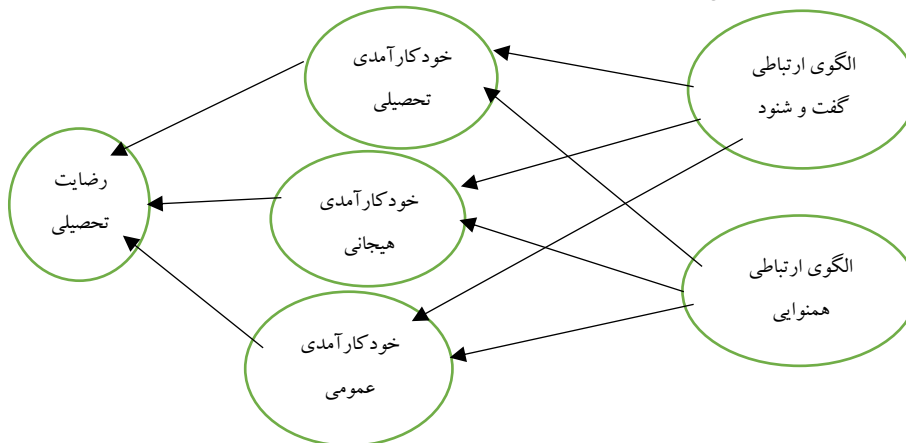 الگوی ارتباطی
گفت و شنود
الگوی ارتباطی
همنوایی
خودکارآمدی
تحصیلی
خودکارآمدی
هیجانی
خودکارآمدی
عمومی
رضایت
تحصیلی